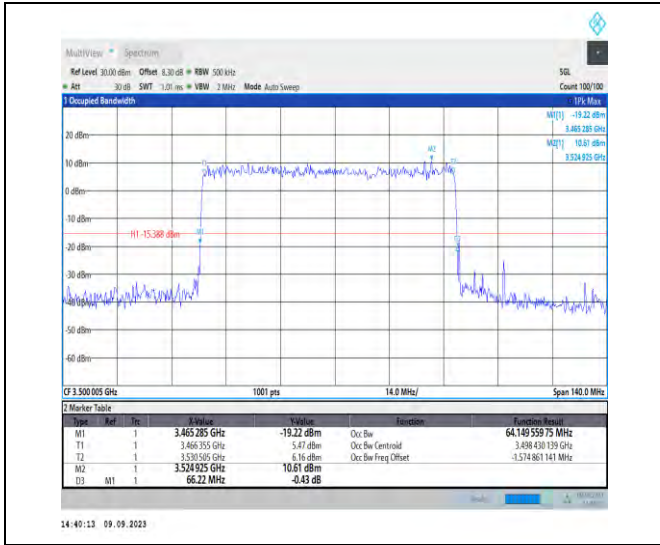 MultiView Spectrum
Ref Level 30.00 dBm Offset 8.30 dB RBW 500 kHz SGL
Att 30 dB SWT 1.01 ms VBW 2 MHz Mode Auto Sweep Count 100/100
1 Occupied Bandwidth 1Pk Max
M1[1] -19.22 dBm
3.465 285 GHz
M2[1] 10.61 dBm
3.524 925 GHz
20 dBm
M2
10 dBm
0 dBm
-10 dBm
H1 -15.388 dBm M1
-20 dBm
-30 dBm
-40 dBm
-50 dBm
-60 dBm
CF 3.500 005 GHz 1001 pts 14.0 MHz/ Span 140.0 MHz
2 Marker Table
Type Ref Trc X-Value Y-Value Function Function Result
M1 1 3.465 285 GHz -19.22 dBm Occ Bw 64.149 559 75 MHz
T1 1 3.466 355 GHz 5.47 dBm Occ Bw Centroid 3.498 430 139 GHz
T2 1 3.530 505 GHz 6.16 dBm Occ Bw Freq Offset -1.574 861 141 MHz
M2 1 3.524 925 GHz 10.61 dBm
D3 M1 1 66.22 MHz -0.43 dB
14:40:13 09.09.2023